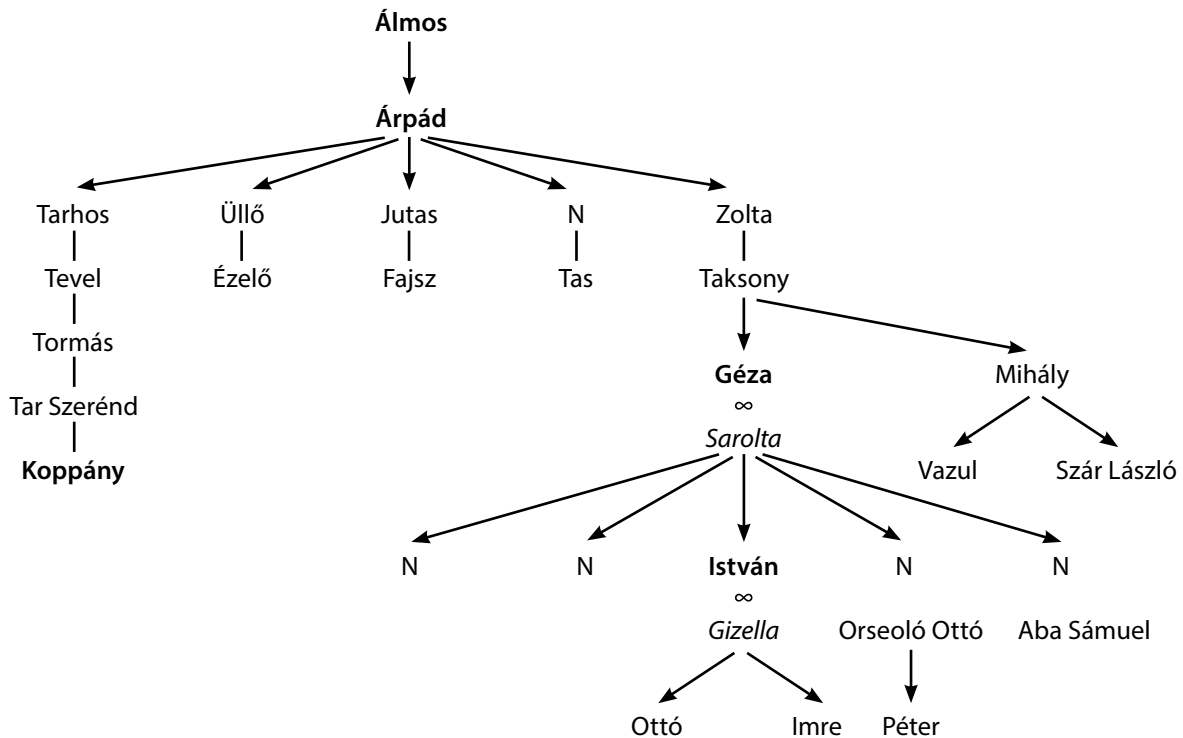 Álmos
Árpád
Tarhos Üllő Jutas N Zolta
Tevel Ézelő Fajsz Tas Taksony
Tormás
Géza Mihály
∞
Tar Szerénd
Sarolta
Koppány Vazul Szár László
N N István N N
∞
Gizella Orseoló Ottó Aba Sámuel
Ottó Imre Péter